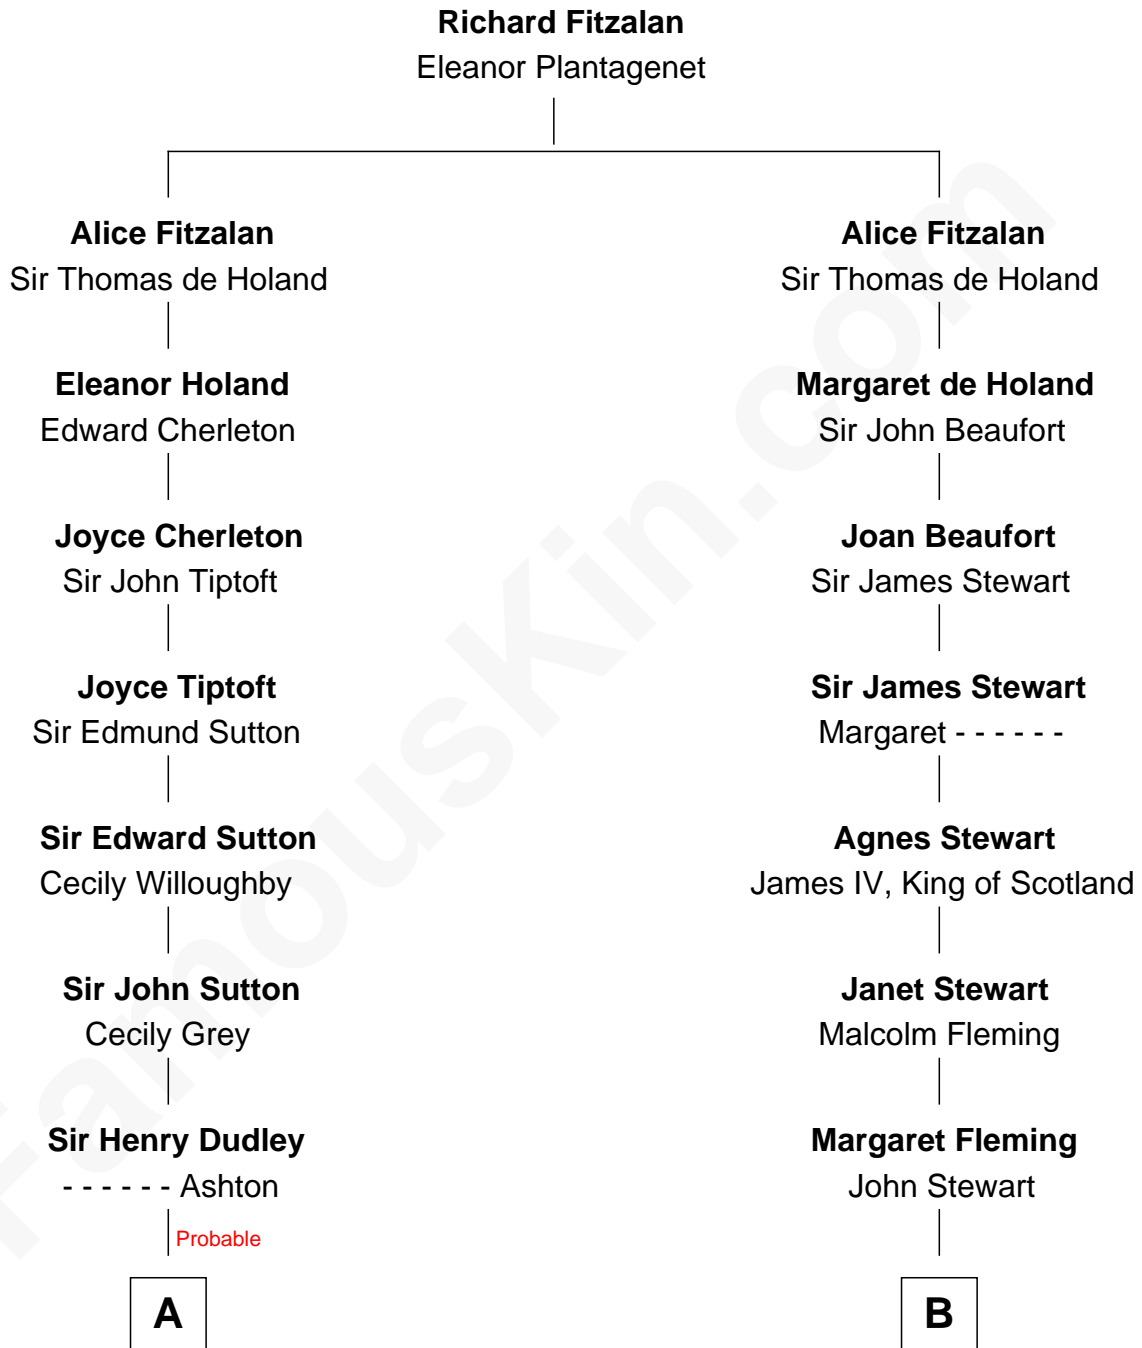 Richard Fitzalan
Eleanor Plantagenet
Alice Fitzalan
Sir Thomas de Holand
Alice Fitzalan
Sir Thomas de Holand
Eleanor Holand
Edward Cherleton
Margaret de Holand
Sir John Beaufort
Joyce Cherleton
Sir John Tiptoft
Joan Beaufort
Sir James Stewart
Joyce Tiptoft
Sir Edmund Sutton
Sir James Stewart
Margaret - - - - - -
Sir Edward Sutton
Cecily Willoughby
Agnes Stewart
James IV, King of Scotland
Sir John Sutton
Cecily Grey
Janet Stewart
Malcolm Fleming
Sir Henry Dudley
- - - - - - Ashton
Margaret Fleming
John Stewart
Probable
A
B
FamousKin.com